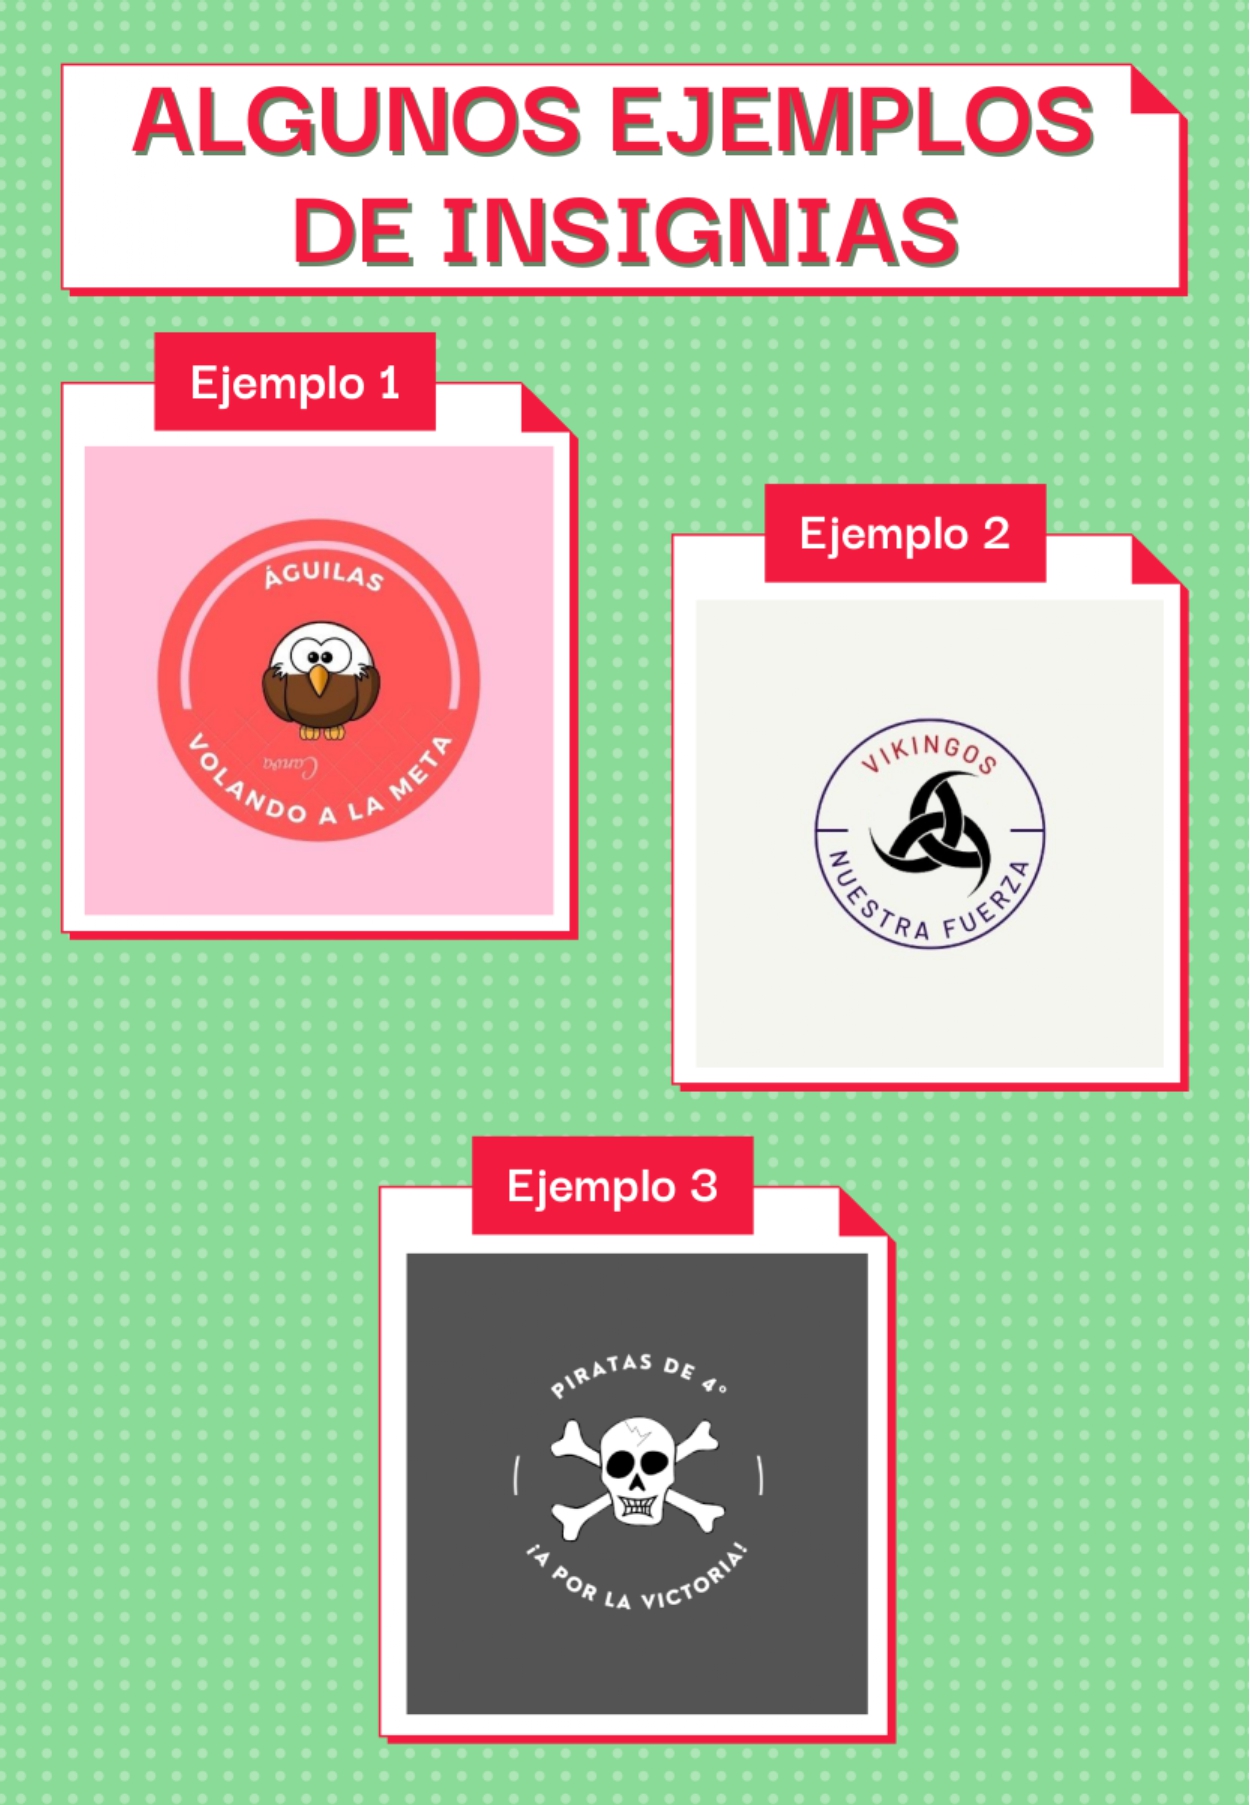 ALGUNOS EJEMPLOS
DE INSIGNIAS
Ejemplo 1
ÁGUILAS
Canva
VOLANDO A LA META
Ejemplo 2
VIKINGOS
NUESTRA FUERZA
Ejemplo 3
PIRATAS DE 4º
¡A POR LA VICTORIA!